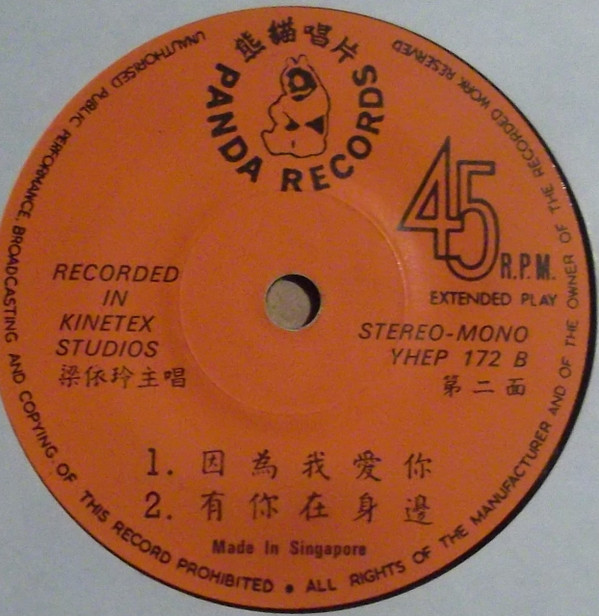 熊貓唱片
PANDA RECORDS
45 R.P.M.
EXTENDED PLAY
RECORDED
IN
KINETEX
STUDIOS
梁依玲主唱
STEREO-MONO
YHEP 172 B
第二面
1. 因為我愛你
2. 有你在身邊
Made In Singapore
UNAUTHORISED PUBLIC PERFORMANCE, BROADCASTING AND COPYING OF THIS RECORD PROHIBITED • ALL RIGHTS OF THE MANUFACTURER AND OF THE OWNER OF THE RECORDED WORK RESERVED